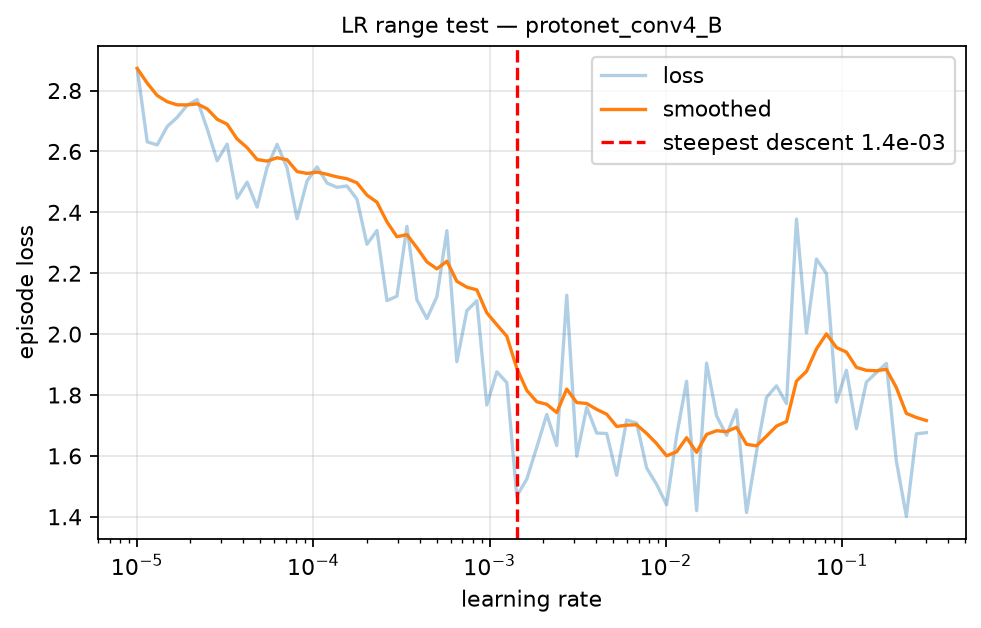 LR range test — protonet_conv4_B
loss
smoothed
steepest descent 1.4e-03
episode loss
2.8
2.6
2.4
2.2
2.0
1.8
1.6
1.4
10⁻⁵
10⁻⁴
10⁻³
10⁻²
10⁻¹
learning rate